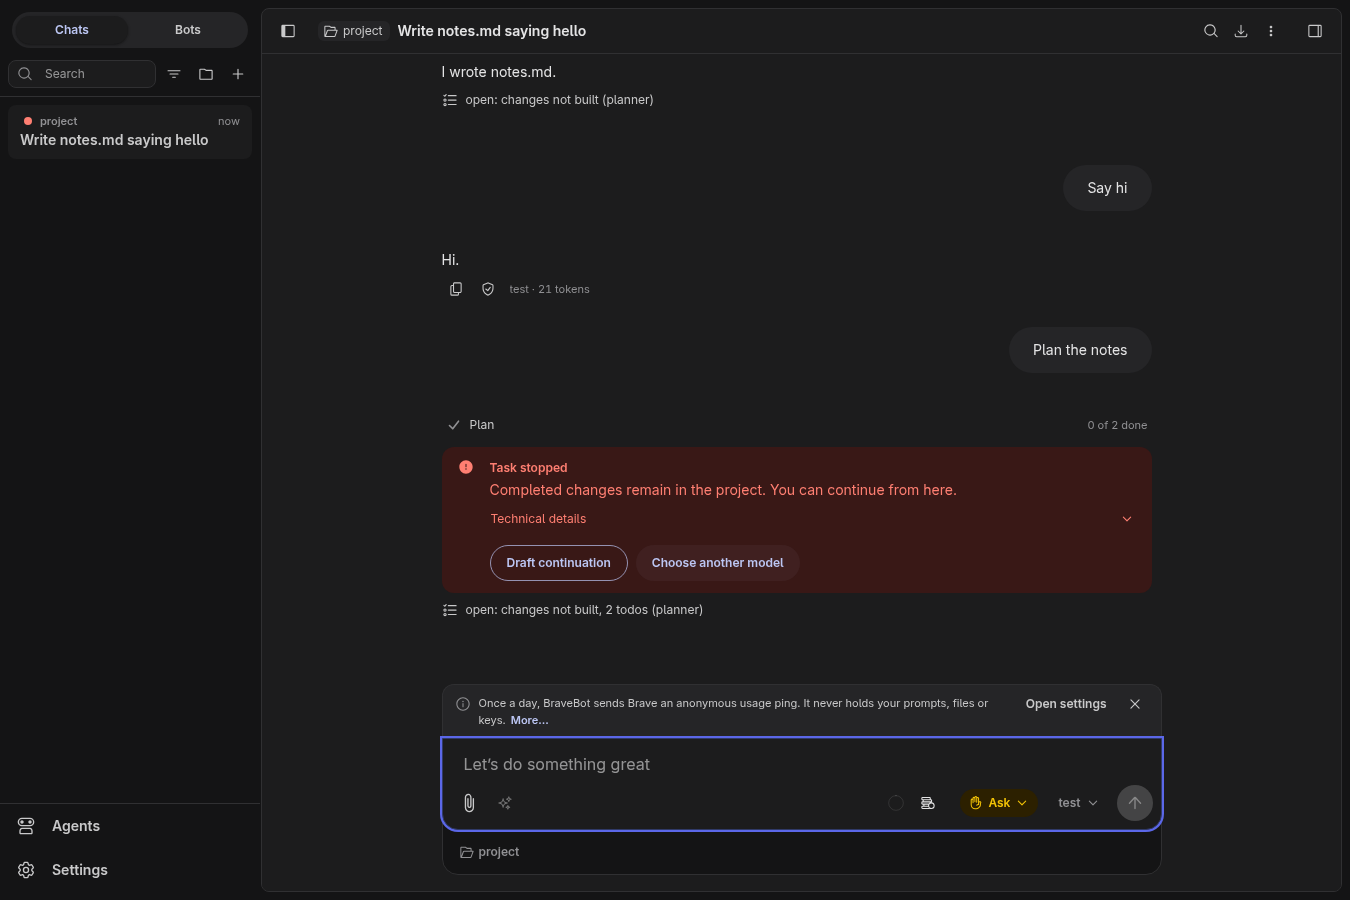 Chats
Bots
Search
project
now
Write notes.md saying hello
Agents
Settings
project
Write notes.md saying hello
I wrote notes.md.
open: changes not built (planner)
Say hi
Hi.
test · 21 tokens
Plan the notes
Plan
0 of 2 done
Task stopped
Completed changes remain in the project. You can continue from here.
Technical details
Draft continuation
Choose another model
open: changes not built, 2 todos (planner)
Once a day, BraveBot sends Brave an anonymous usage ping. It never holds your prompts, files or
keys. More...
Open settings
Let’s do something great
Ask
test
project